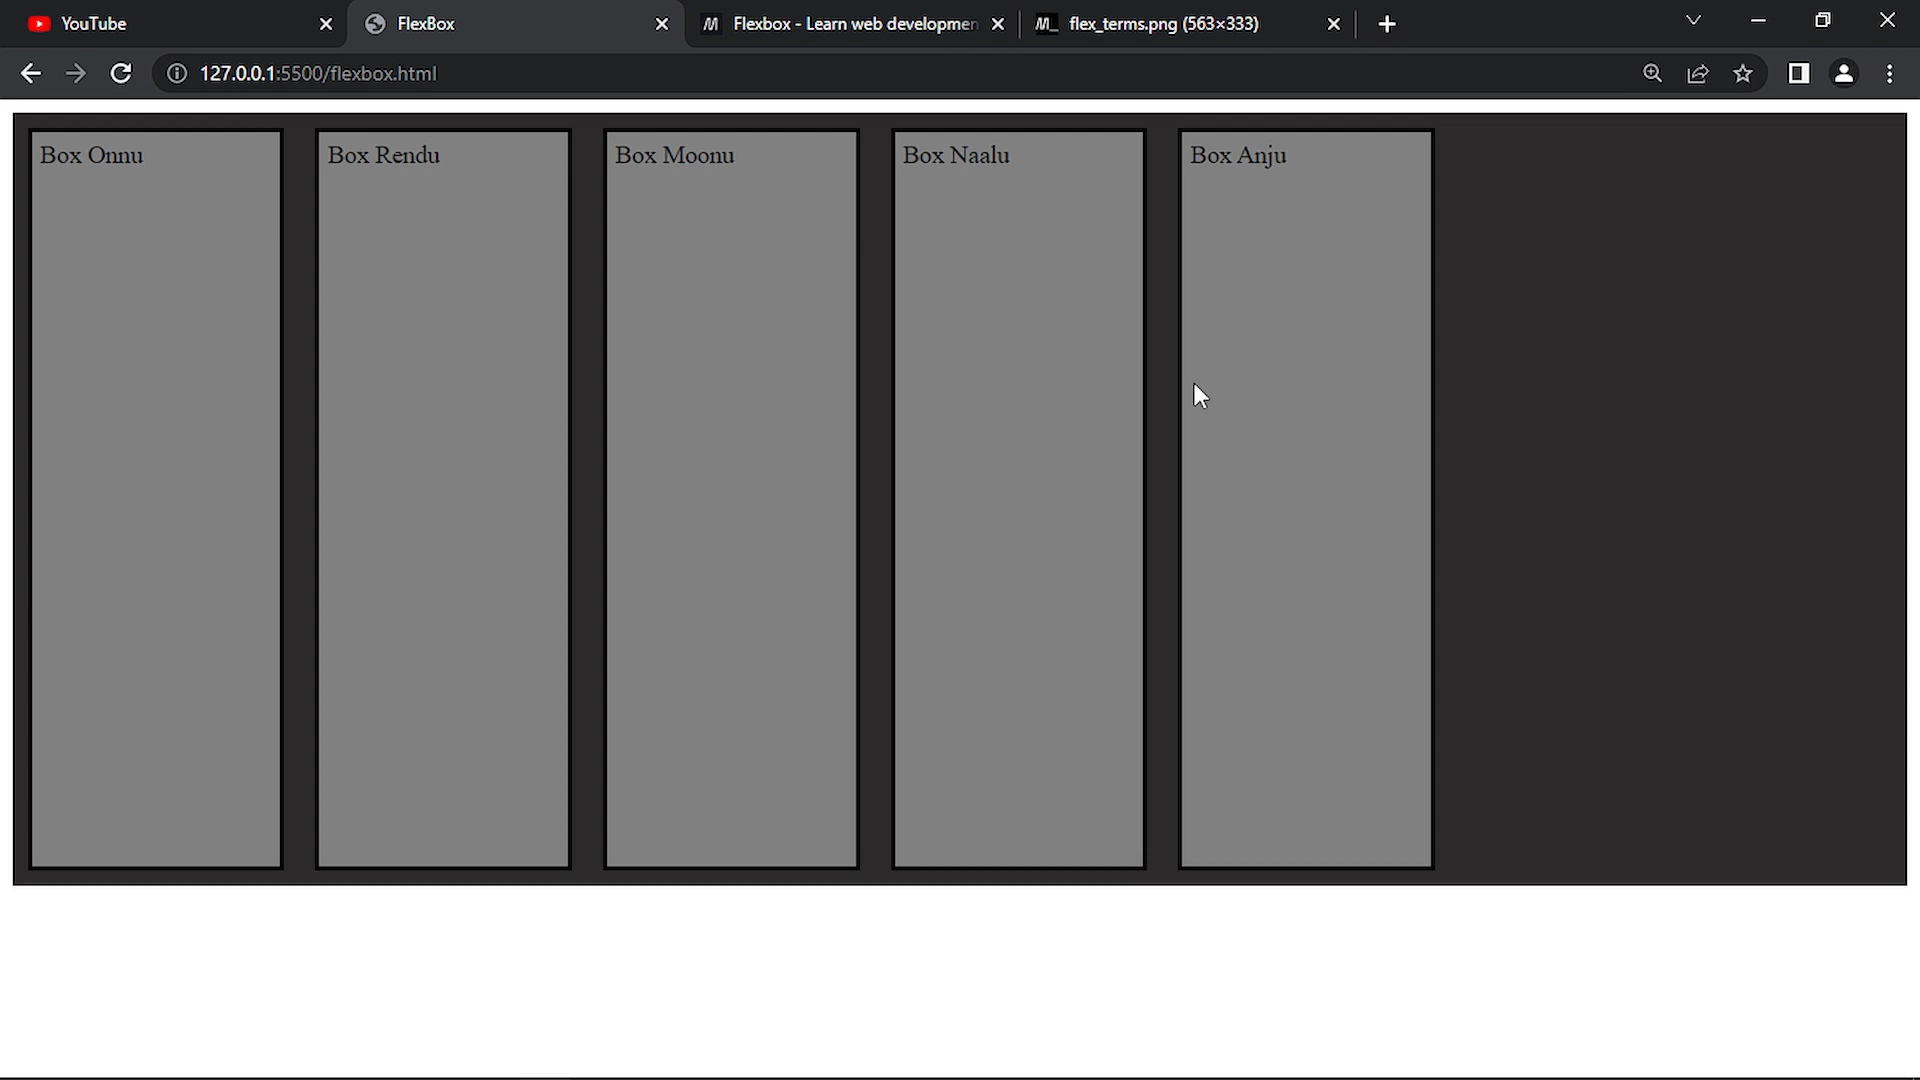 YouTube
FlexBox
Flexbox - Learn web developmen
flex_terms.png (563×333)
127.0.0.1:5500/flexbox.html
Box Onnu
Box Rendu
Box Moonu
Box Naalu
Box Anju